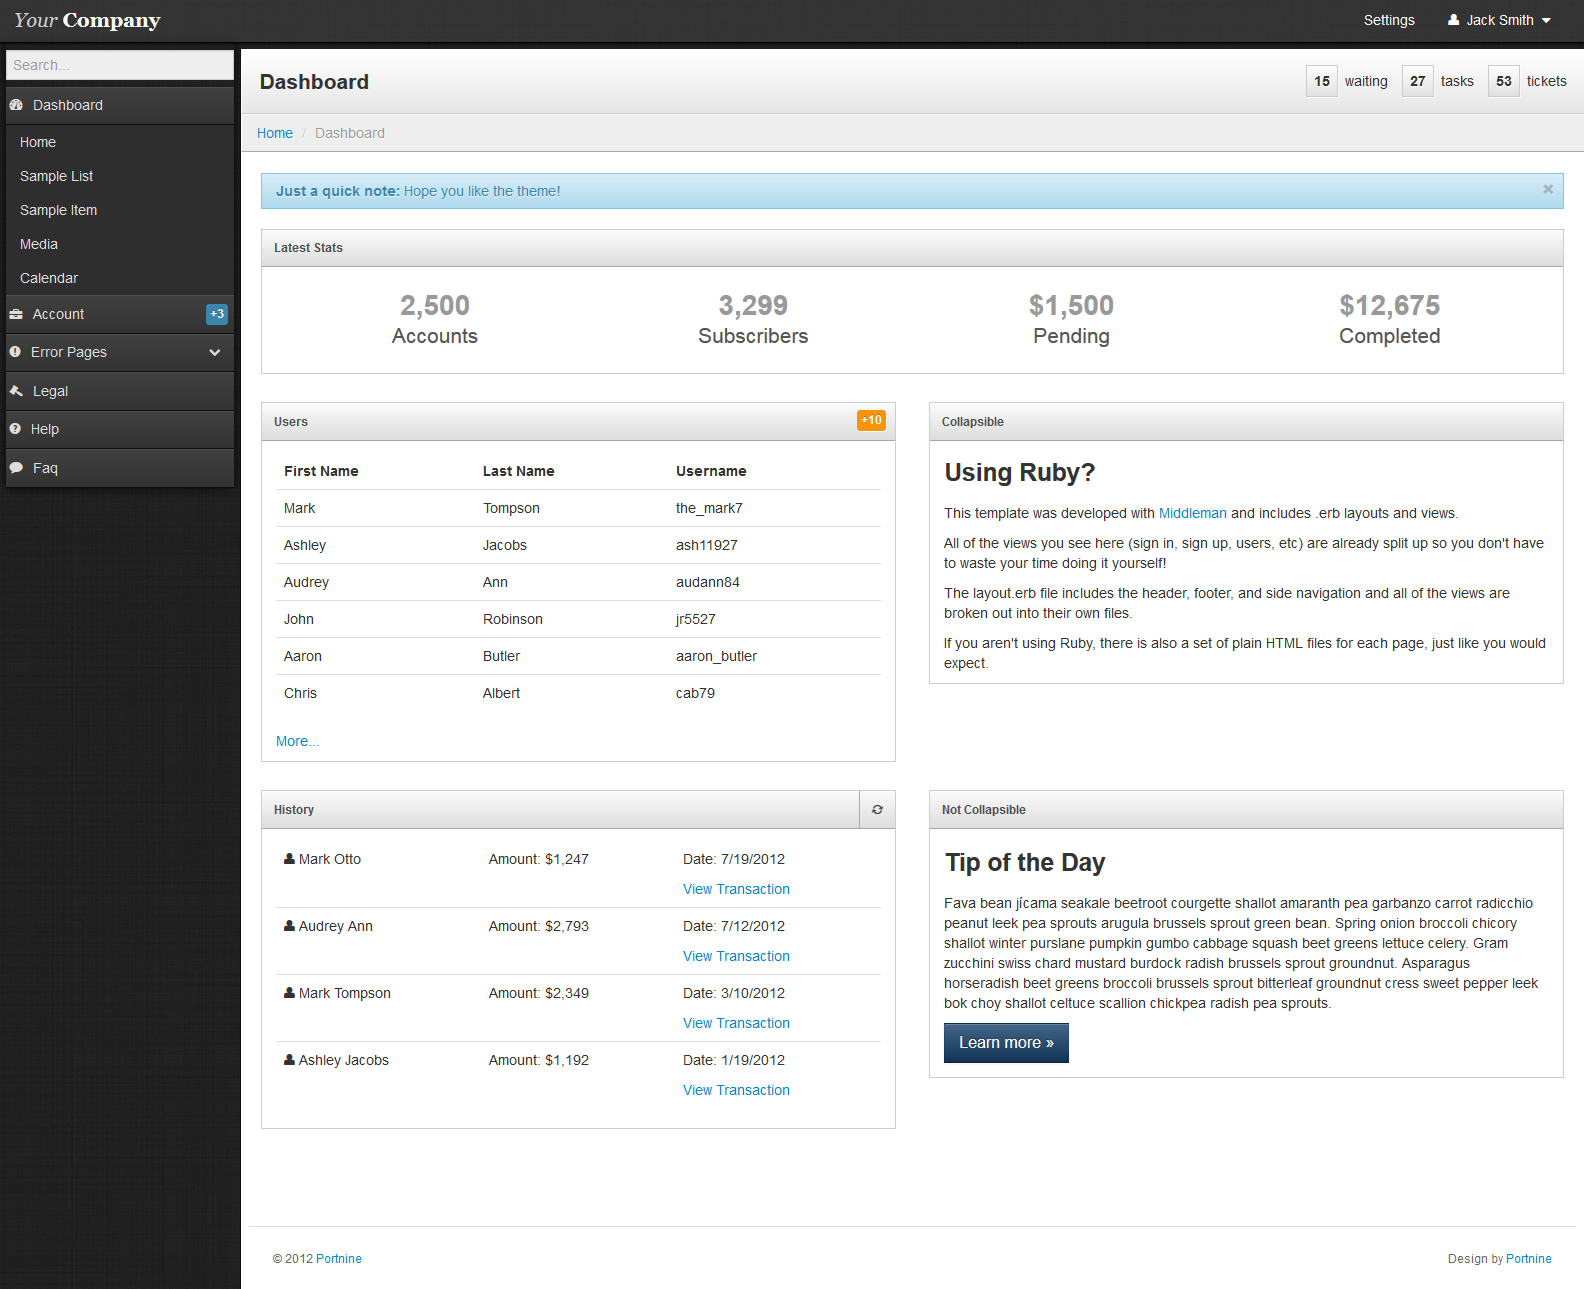 Your Company
Settings
Jack Smith
Search...
Dashboard
Home
Sample List
Sample Item
Media
Calendar
Account +3
Error Pages
Legal
Help
Faq
Dashboard
15 waiting 27 tasks 53 tickets
Home / Dashboard
Just a quick note: Hope you like the theme! ×
Latest Stats
2,500 3,299 $1,500 $12,675
Accounts Subscribers Pending Completed
Users +10
First Name Last Name Username
Mark Tompson the_mark7
Ashley Jacobs ash11927
Audrey Ann audann84
John Robinson jr5527
Aaron Butler aaron_butler
Chris Albert cab79
More...
Collapsible
Using Ruby?
This template was developed with Middleman and includes .erb layouts and views.
All of the views you see here (sign in, sign up, users, etc) are already split up so you don't have
to waste your time doing it yourself!
The layout.erb file includes the header, footer, and side navigation and all of the views are
broken out into their own files.
If you aren't using Ruby, there is also a set of plain HTML files for each page, just like you would
expect.
History
Mark Otto Amount: $1,247 Date: 7/19/2012
View Transaction
Audrey Ann Amount: $2,793 Date: 7/12/2012
View Transaction
Mark Tompson Amount: $2,349 Date: 3/10/2012
View Transaction
Ashley Jacobs Amount: $1,192 Date: 1/19/2012
View Transaction
Not Collapsible
Tip of the Day
Fava bean jícama seakale beetroot courgette shallot amaranth pea garbanzo carrot radicchio
peanut leek pea sprouts arugula brussels sprout green bean. Spring onion broccoli chicory
shallot winter purslane pumpkin gumbo cabbage squash beet greens lettuce celery. Gram
zucchini swiss chard mustard burdock radish brussels sprout groundnut. Asparagus
horseradish beet greens broccoli brussels sprout bitterleaf groundnut cress sweet pepper leek
bok choy shallot celtuce scallion chickpea radish pea sprouts.
Learn more »
© 2012 Portnine
Design by Portnine